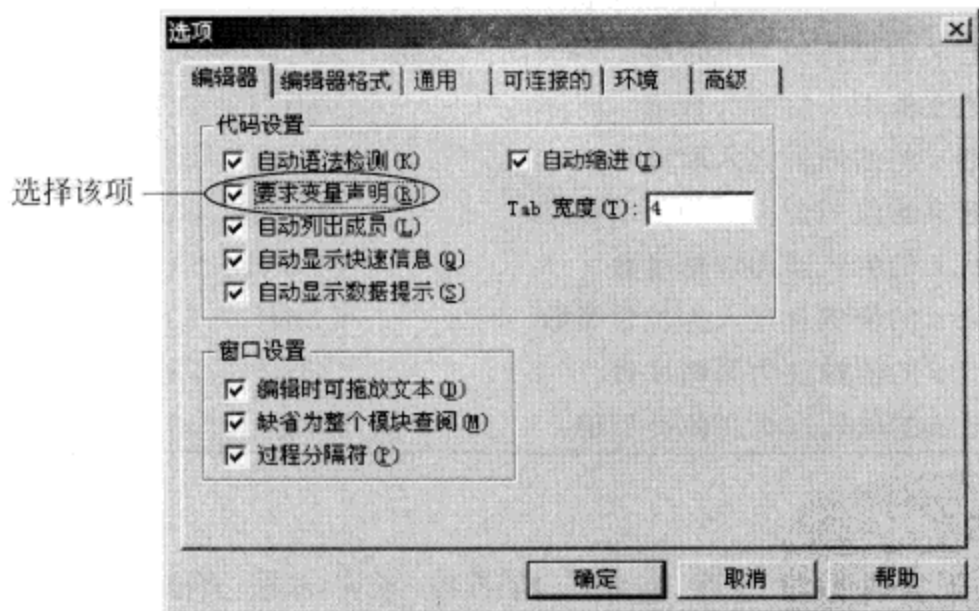 选项
编辑器 编辑器格式 通用 可连接的 环境 高级
代码设置
自动语法检测(K)
自动缩进(I)
选择该项
要求变量声明(R)
Tab 宽度(T): 4
自动列出成员(L)
自动显示快速信息(Q)
自动显示数据提示(S)
窗口设置
编辑时可拖放文本(D)
缺省为整个模块查阅(M)
过程分隔符(P)
确定 取消 帮助